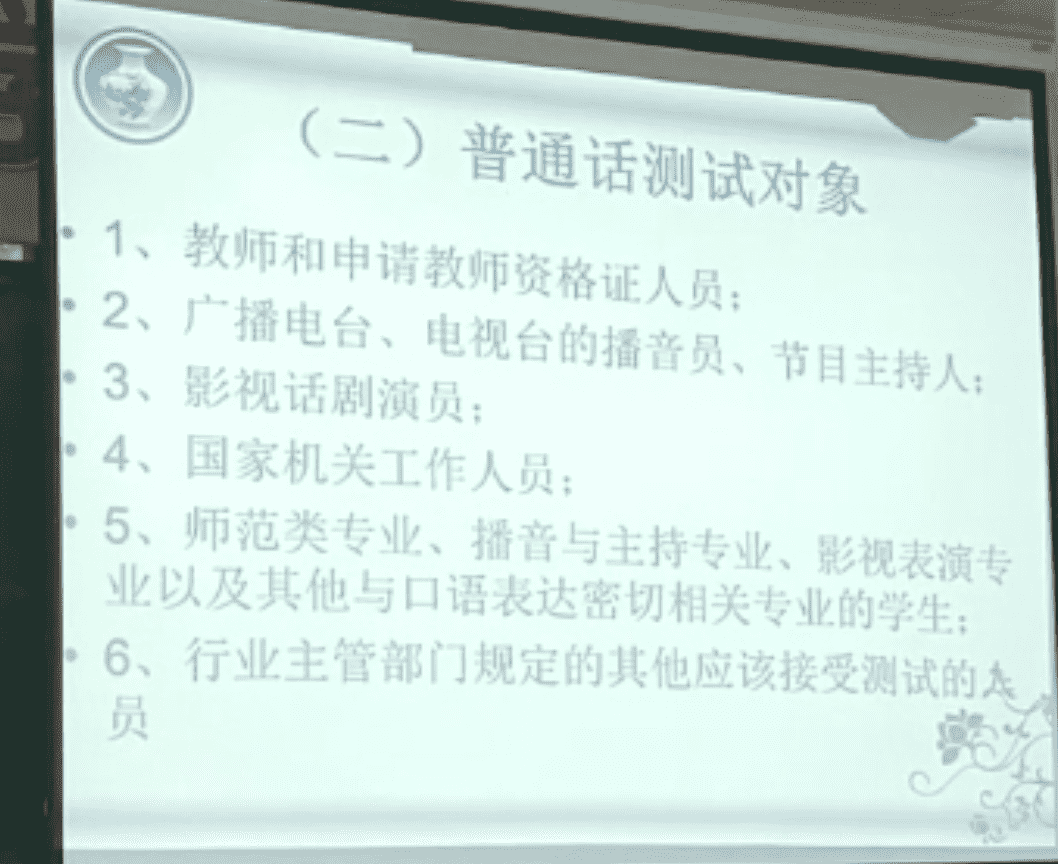 （二）普通话测试对象
• 1、教师和申请教师资格证人员；
• 2、广播电台、电视台的播音员、节目主持人；
• 3、影视话剧演员；
• 4、国家机关工作人员；
• 5、师范类专业、播音与主持专业、影视表演专
业以及其他与口语表达密切相关专业的学生；
• 6、行业主管部门规定的其他应该接受测试的人
员